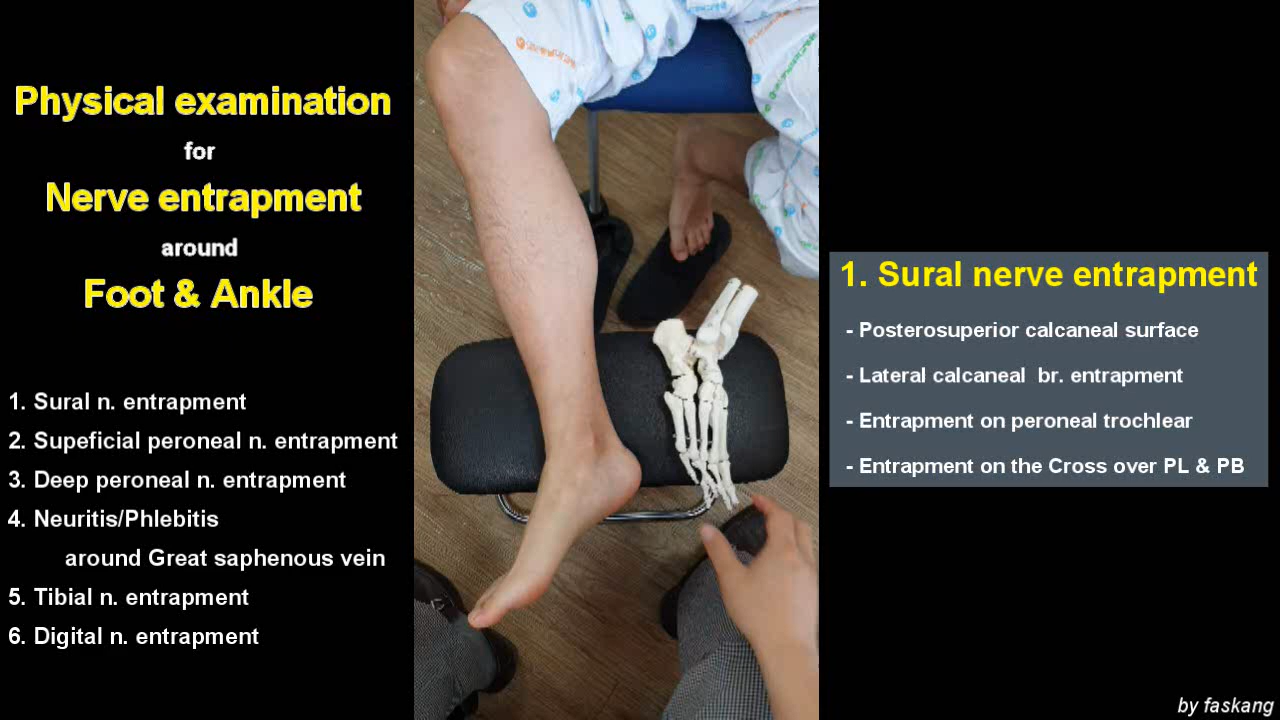 Physical examination
for
Nerve entrapment
around
Foot & Ankle
1. Sural n. entrapment
2. Supeficial peroneal n. entrapment
3. Deep peroneal n. entrapment
4. Neuritis/Phlebitis
around Great saphenous vein
5. Tibial n. entrapment
6. Digital n. entrapment
1. Sural nerve entrapment
- Posterosuperior calcaneal surface
- Lateral calcaneal br. entrapment
- Entrapment on peroneal trochlear
- Entrapment on the Cross over PL & PB
by faskang